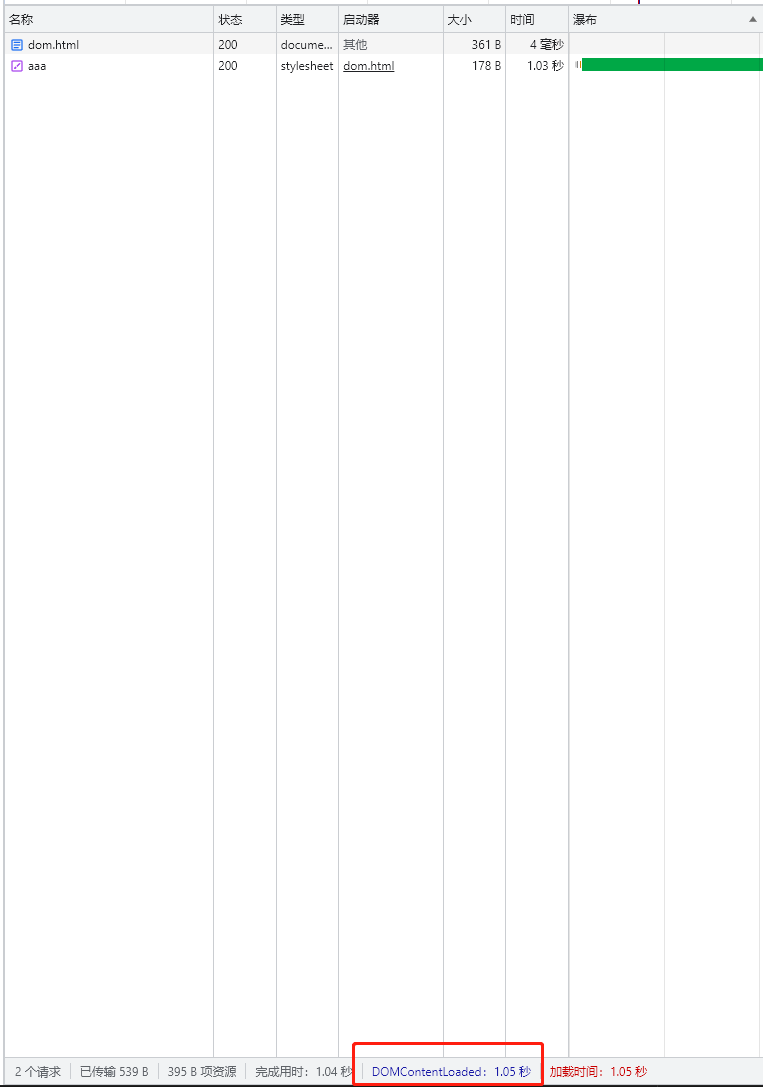 名称 状态 类型 启动器 大小 时间 瀑布
dom.html 200 docume... 其他 361 B 4 毫秒
aaa 200 stylesheet dom.html 178 B 1.03 秒
2 个请求 已传输 539 B 395 B 项资源 完成用时：1.04 秒 DOMContentLoaded：1.05 秒 加载时间：1.05 秒